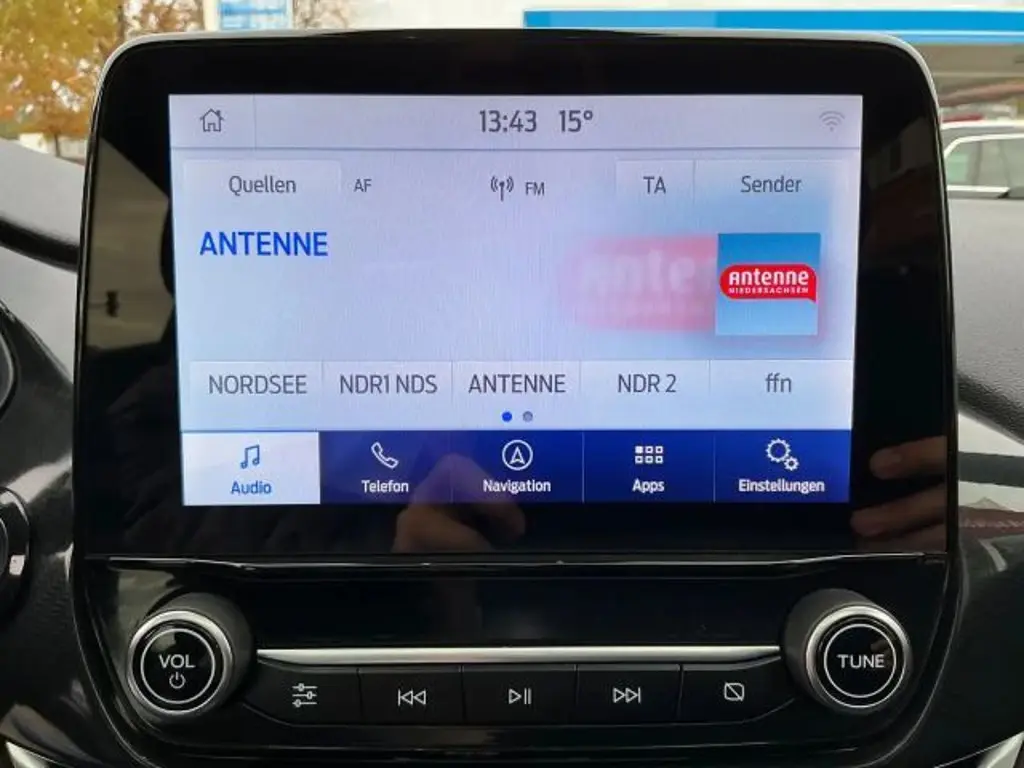 13:43 15°
Quellen AF FM TA Sender
ANTENNE
Antenne
NIEDERSACHSEN
NORDSEE NDR1 NDS ANTENNE NDR 2 ffn
Audio Telefon Navigation Apps Einstellungen
VOL
TUNE